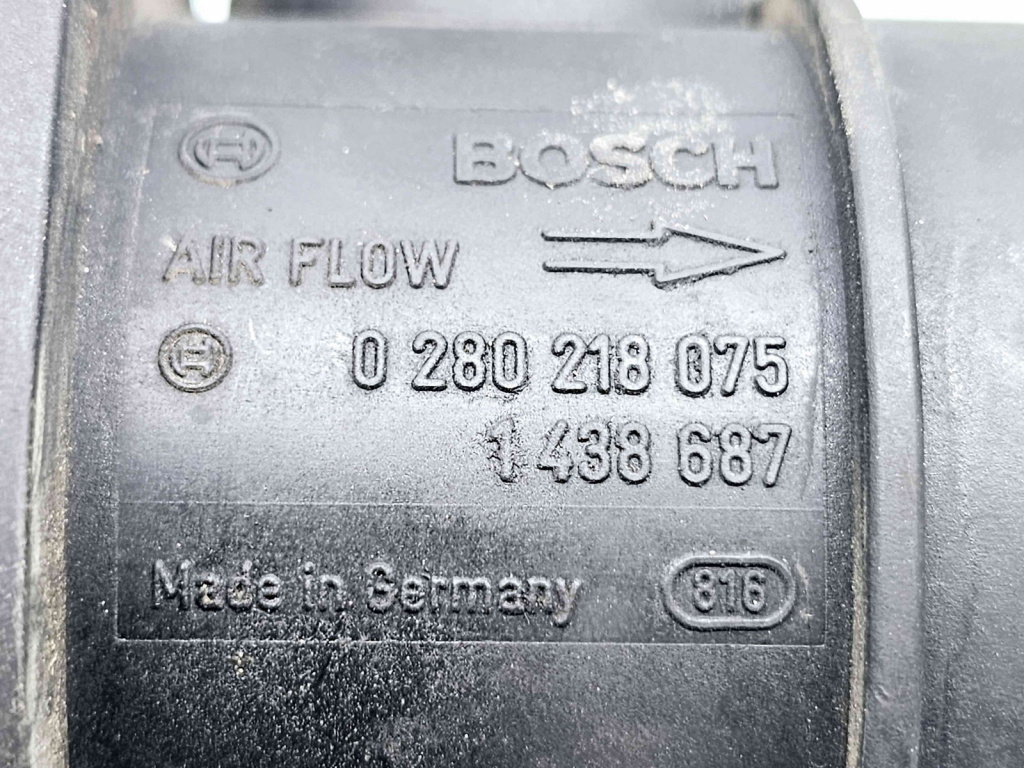 BOSCH
AIR FLOW
0 280 218 075
1 438 687
Made in Germany 816